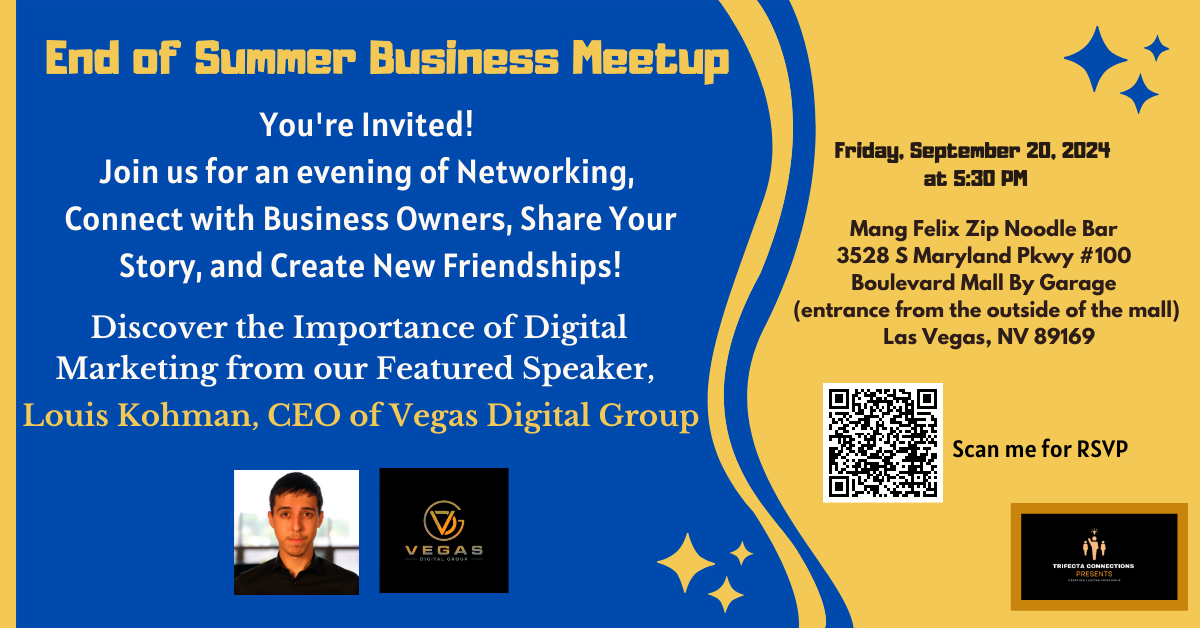 End of Summer Business Meetup
You're Invited!
Join us for an evening of Networking,
Connect with Business Owners, Share Your
Story, and Create New Friendships!
Discover the Importance of Digital
Marketing from our Featured Speaker,
Louis Kohman, CEO of Vegas Digital Group
VEGAS
DIGITAL GROUP
Friday, September 20, 2024
at 5:30 PM
Mang Felix Zip Noodle Bar
3528 S Maryland Pkwy #100
Boulevard Mall By Garage
(entrance from the outside of the mall)
Las Vegas, NV 89169
Scan me for RSVP
TRIFECTA CONNECTIONS
PRESENTS